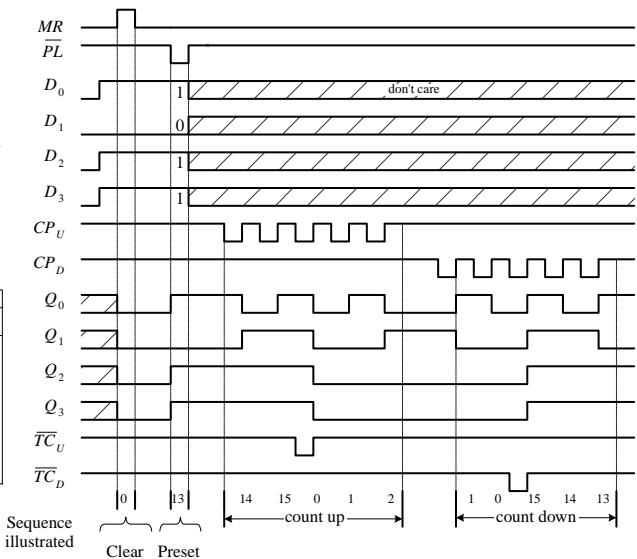 MR
PL
D0 1 don't care
D1 0
D2 1
D3 1
CPU
CPD
Q0
Q1
Q2
Q3
TCU
TCD
0 13 14 15 0 1 2 1 0 15 14 13
Sequence illustrated
count up count down
Clear Preset